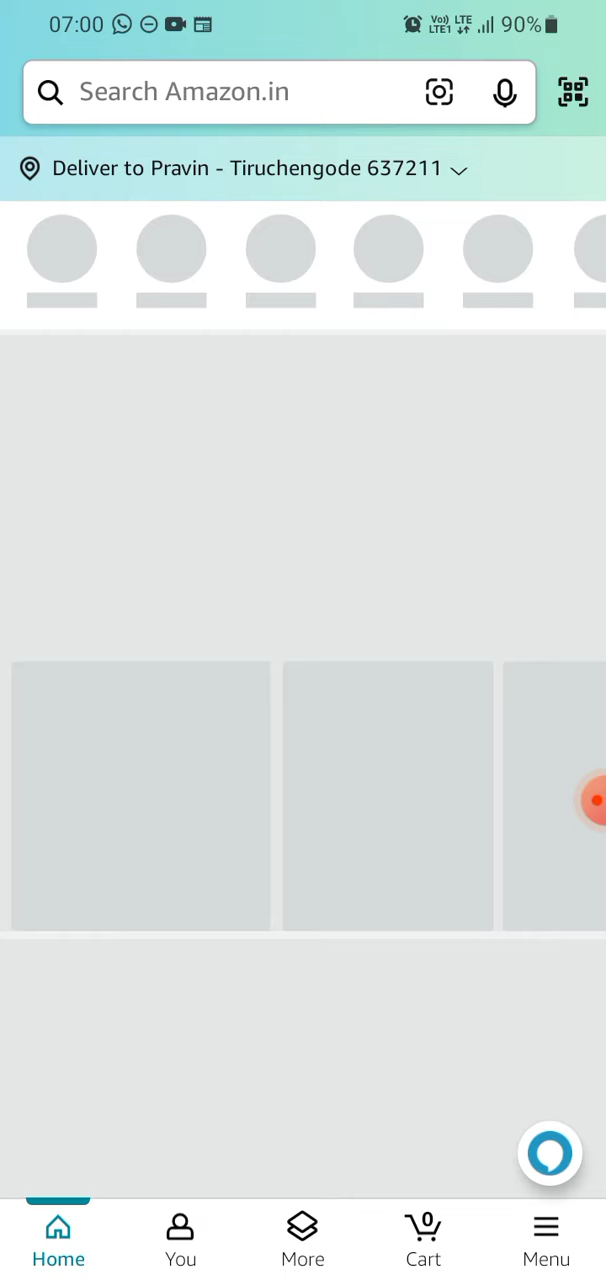 07:00 Vo)) LTE LTE1 90%
Search Amazon.in
Deliver to Pravin - Tiruchengode 637211
0
Home You More Cart Menu